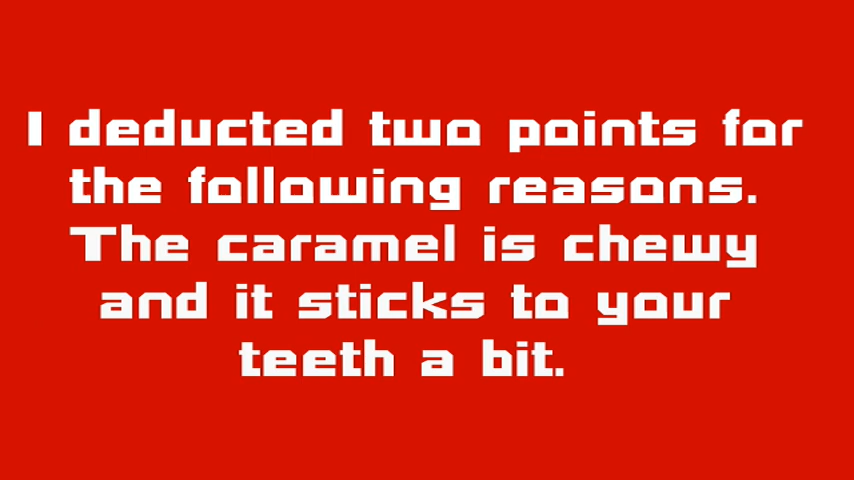 I deducted two points for
the following reasons.
The caramel is chewy
and it sticks to your
teeth a bit.